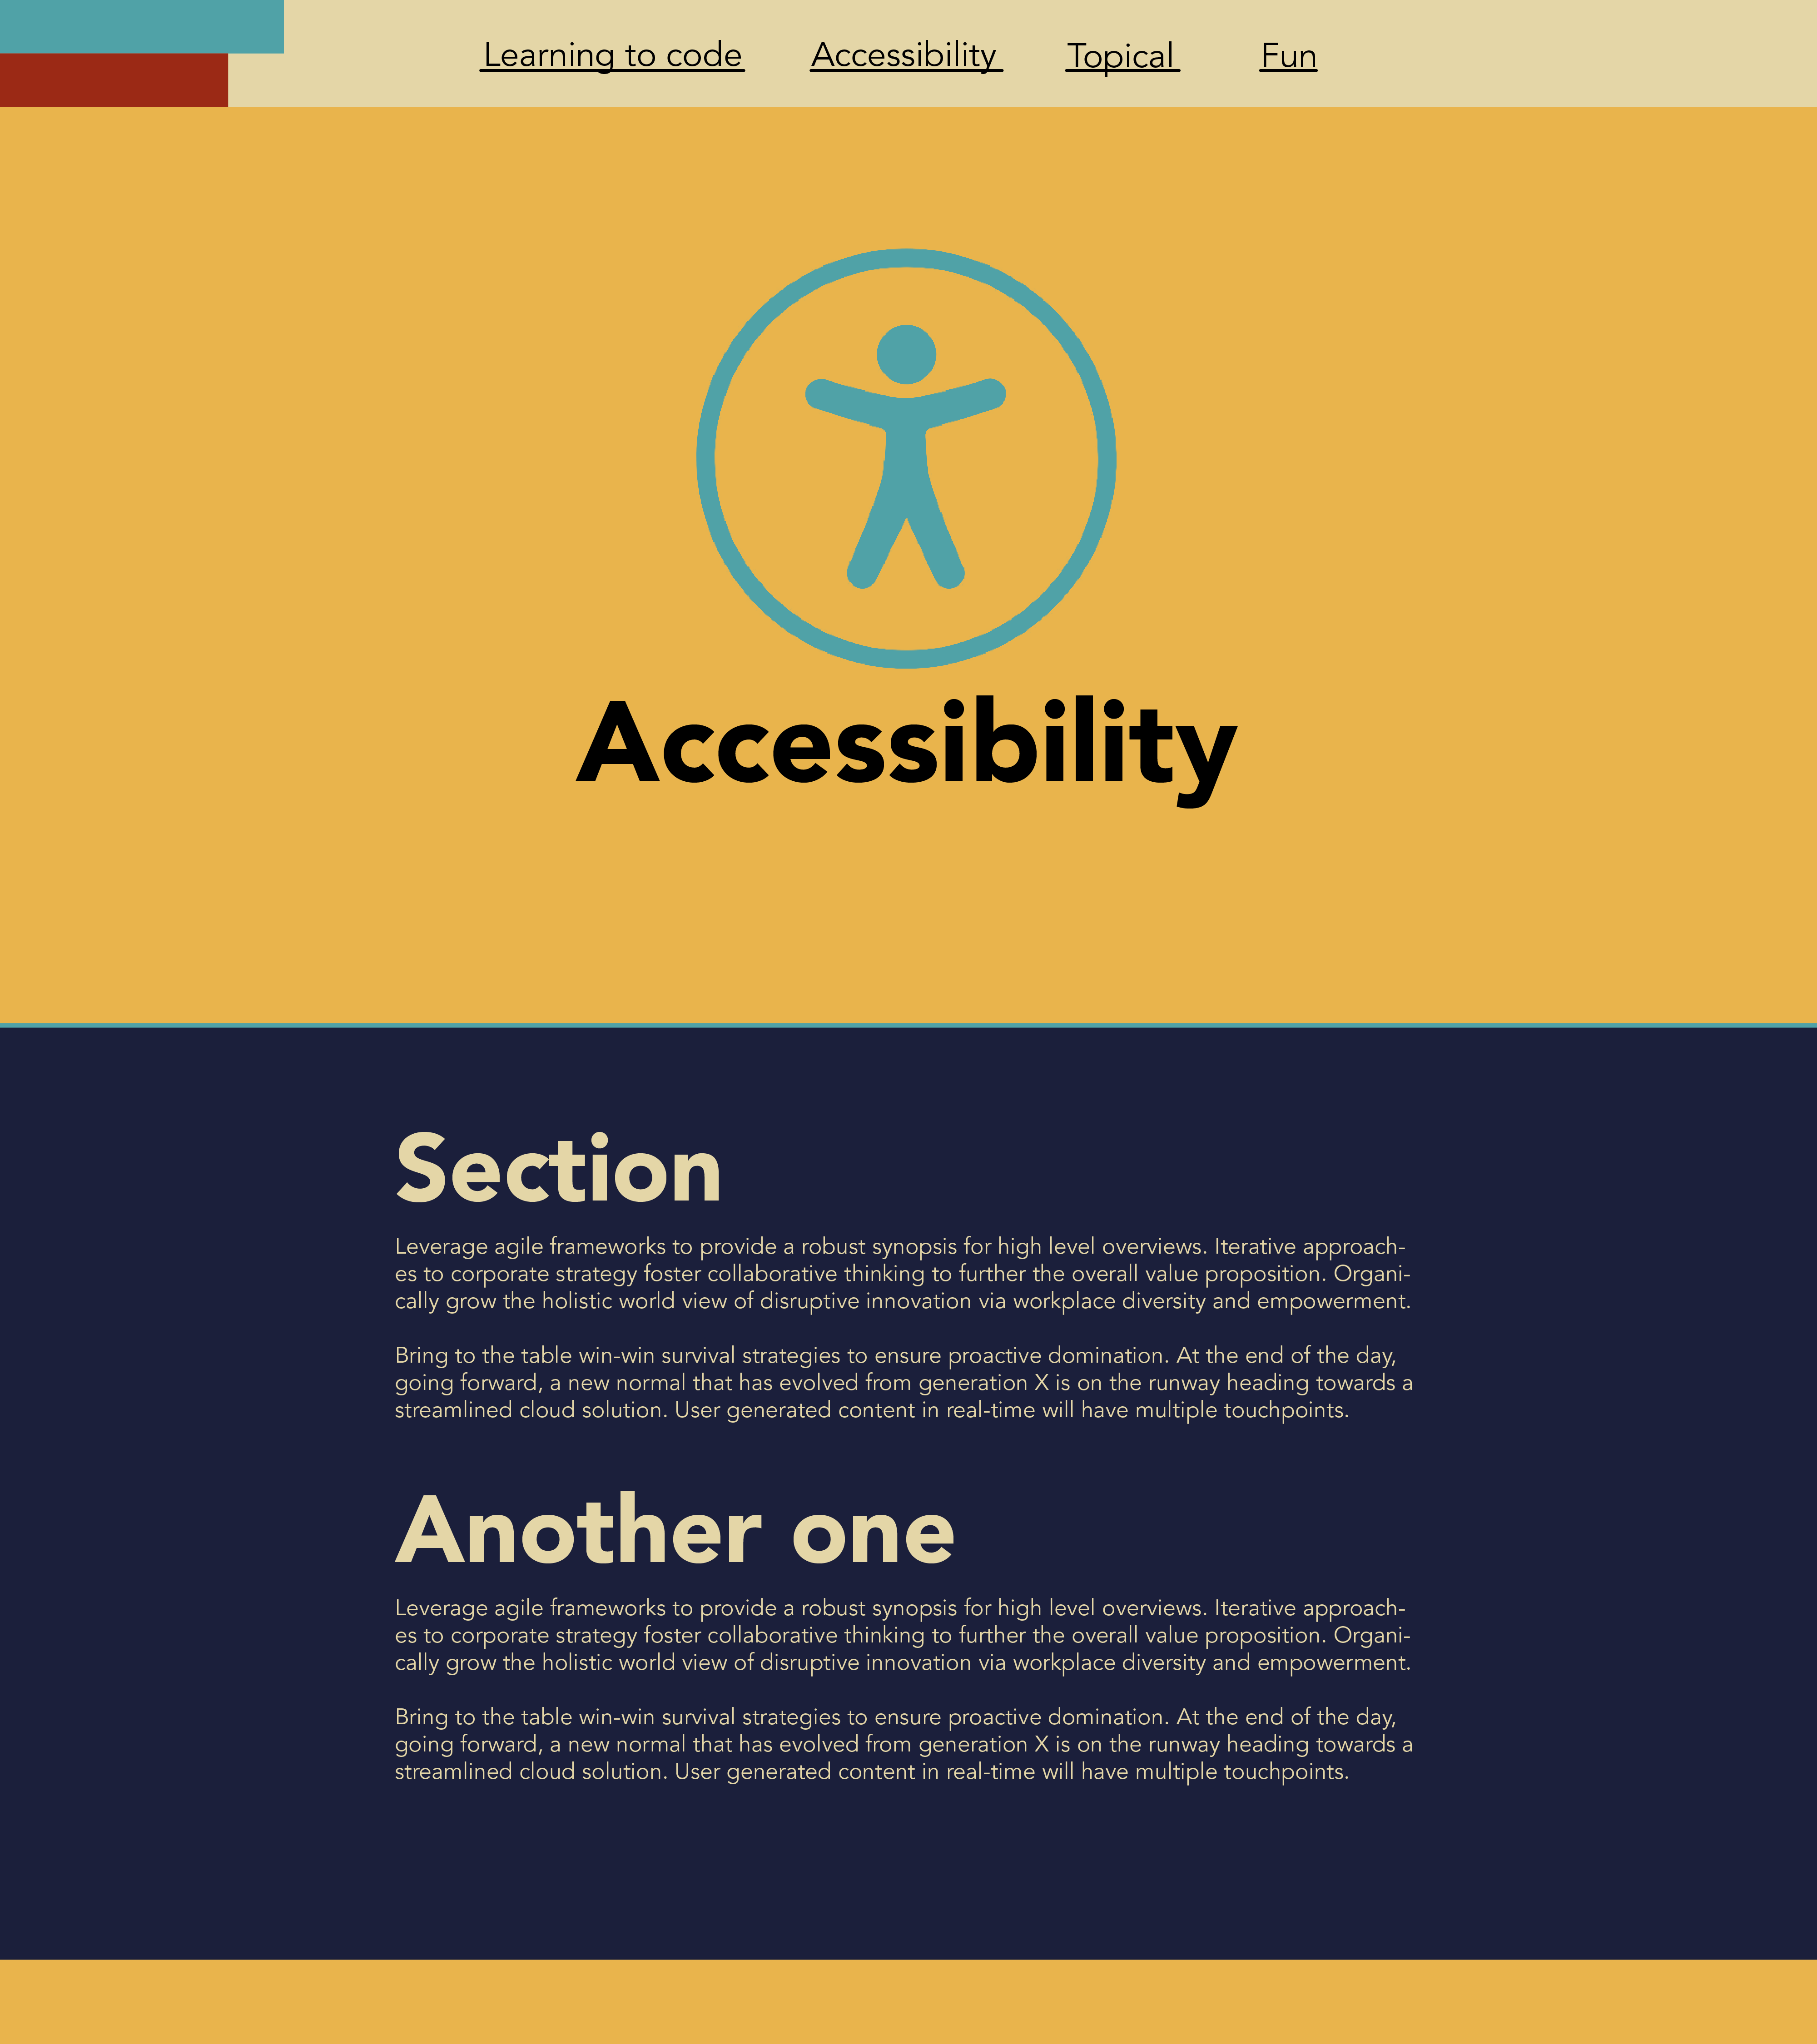 Learning to code Accessibility Topical Fun
Accessibility
Section
Leverage agile frameworks to provide a robust synopsis for high level overviews. Iterative approach-
es to corporate strategy foster collaborative thinking to further the overall value proposition. Organi-
cally grow the holistic world view of disruptive innovation via workplace diversity and empowerment.
Bring to the table win-win survival strategies to ensure proactive domination. At the end of the day,
going forward, a new normal that has evolved from generation X is on the runway heading towards a
streamlined cloud solution. User generated content in real-time will have multiple touchpoints.
Another one
Leverage agile frameworks to provide a robust synopsis for high level overviews. Iterative approach-
es to corporate strategy foster collaborative thinking to further the overall value proposition. Organi-
cally grow the holistic world view of disruptive innovation via workplace diversity and empowerment.
Bring to the table win-win survival strategies to ensure proactive domination. At the end of the day,
going forward, a new normal that has evolved from generation X is on the runway heading towards a
streamlined cloud solution. User generated content in real-time will have multiple touchpoints.